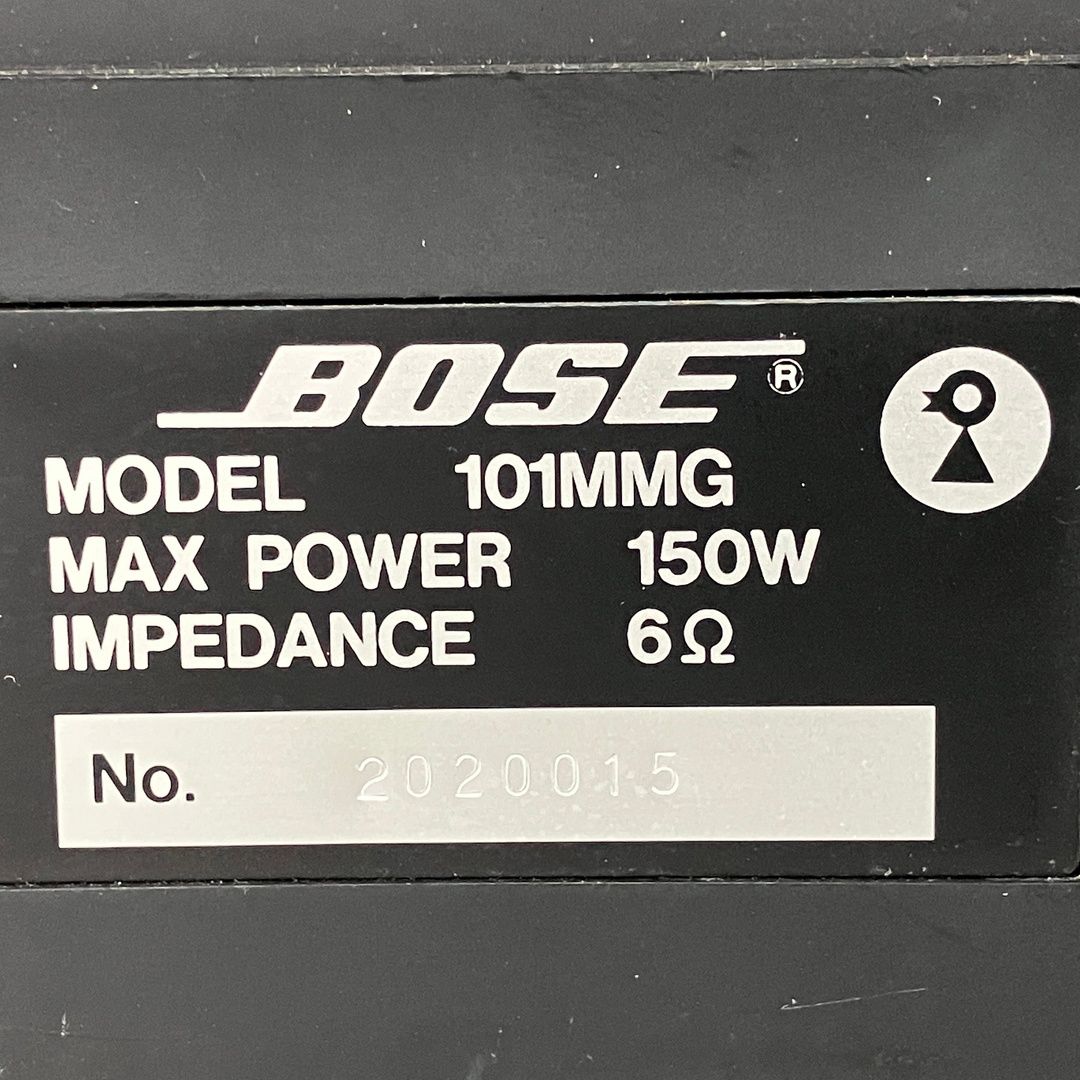 BOSE®
MODEL 101MMG
MAX POWER 150W
IMPEDANCE 6Ω
No. 2020015